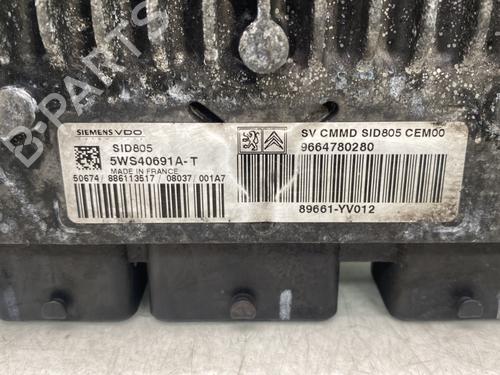 B-PARTS
SIEMENS VDO
SID805
5WS40691A-T
MADE IN FRANCE
50674/ 886113517 / 08037 / 001A7
SV CMMD SID805 CEM00
9664780280
89661-YV012